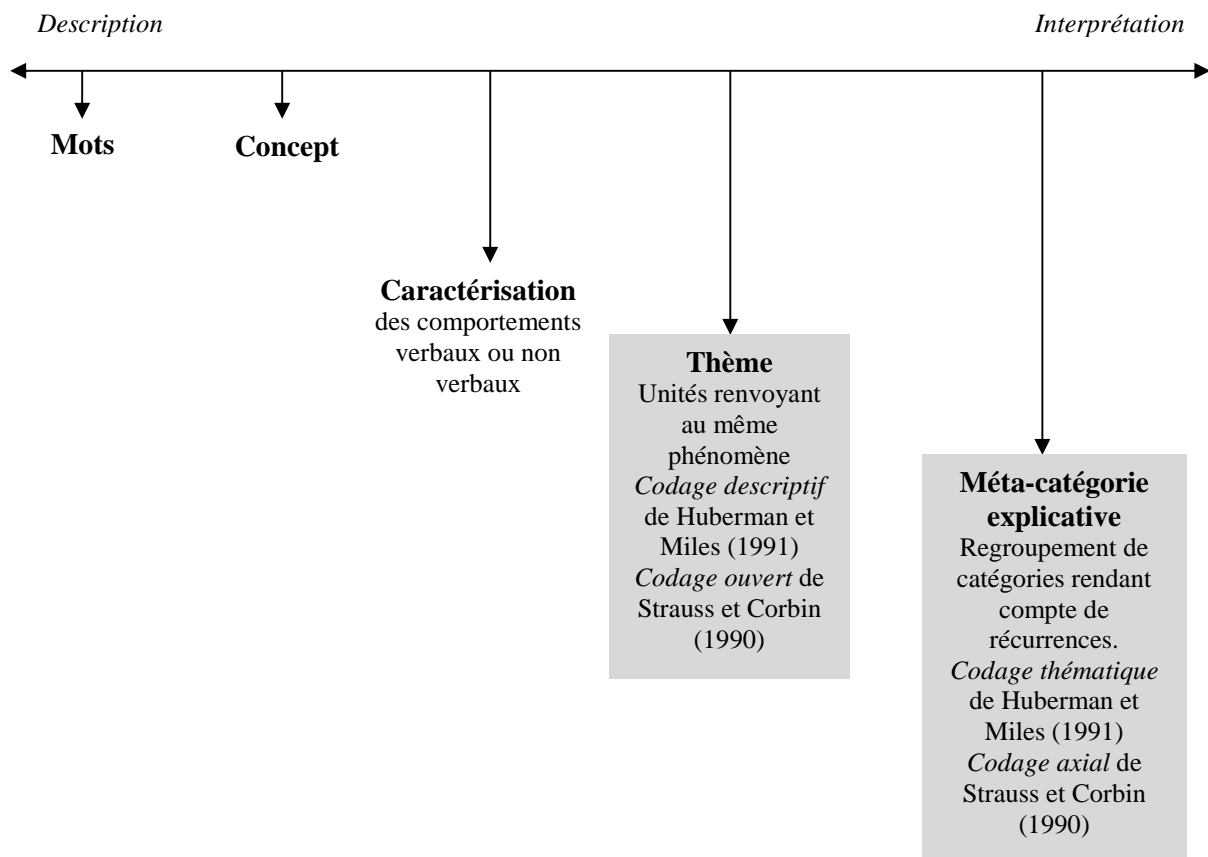 Description
Interprétation
Mots
Concept
Caractérisation
des comportements
verbaux ou non
verbaux
Thème
Unités renvoyant
au même
phénomène
Codage descriptif
de Huberman et
Miles (1991)
Codage ouvert de
Strauss et Corbin
(1990)
Méta-catégorie
explicative
Regroupement de
catégories rendant
compte de
récurrences.
Codage thématique
de Huberman et
Miles (1991)
Codage axial de
Strauss et Corbin
(1990)